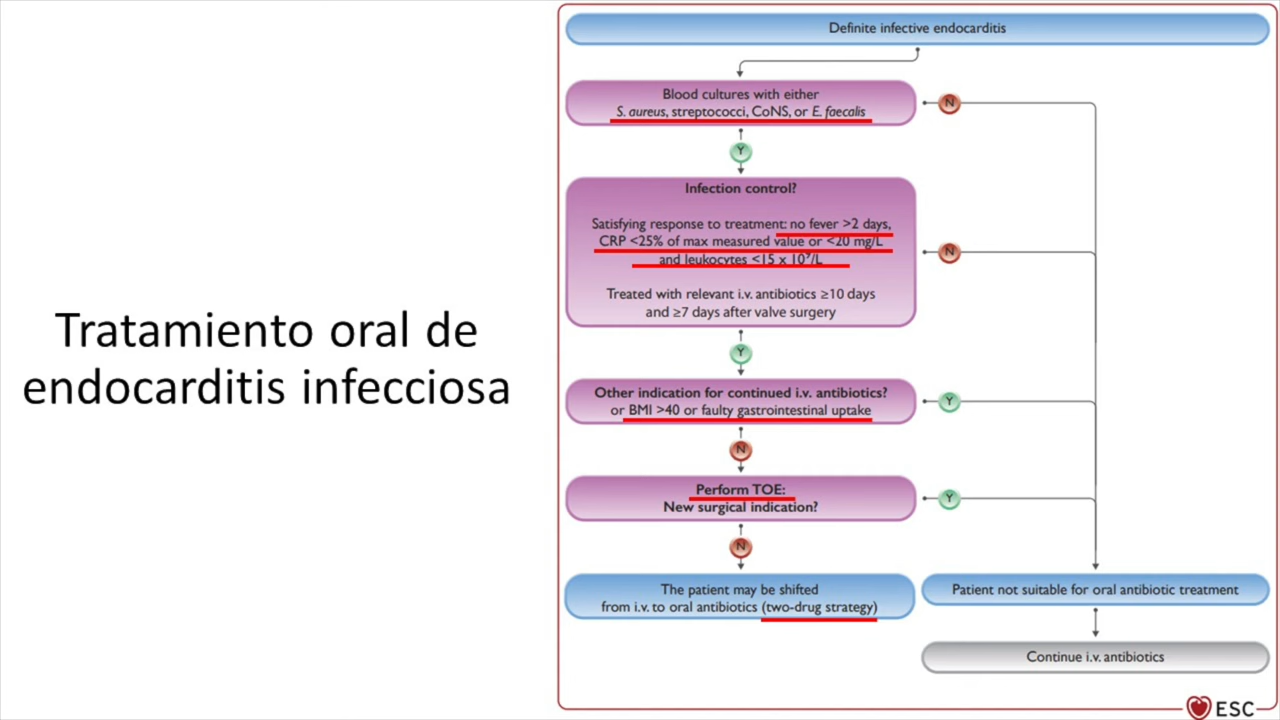 Tratamiento oral de
endocarditis infecciosa
Definite infective endocarditis
Blood cultures with either
S. aureus, streptococci, CoNS, or E. faecalis
N
Y
Infection control?
Satisfying response to treatment: no fever >2 days,
CRP <25% of max measured value or <20 mg/L
and leukocytes <15 x 10⁹/L
Treated with relevant i.v. antibiotics ≥10 days
and ≥7 days after valve surgery
N
Y
Other indication for continued i.v. antibiotics?
or BMI >40 or faulty gastrointestinal uptake
Y
N
Perform TOE:
New surgical indication?
Y
N
The patient may be shifted
from i.v. to oral antibiotics (two-drug strategy)
Patient not suitable for oral antibiotic treatment
Continue i.v. antibiotics
ESC